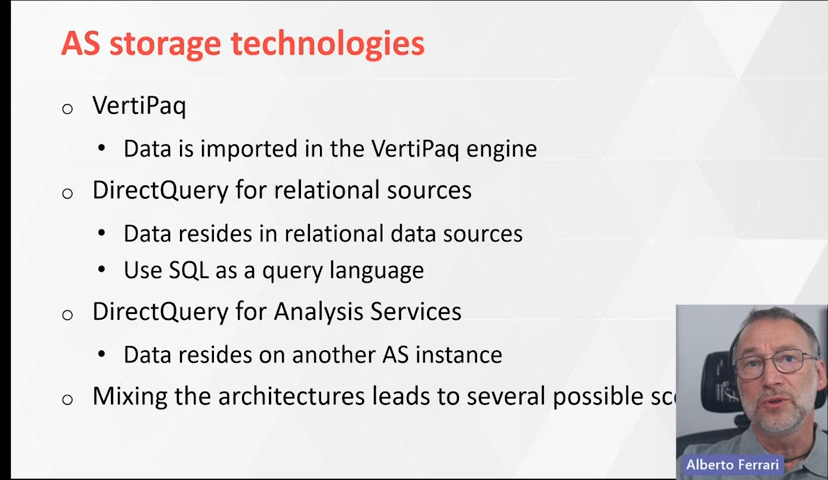 AS storage technologies
VertiPaq
Data is imported in the VertiPaq engine
DirectQuery for relational sources
Data resides in relational data sources
Use SQL as a query language
DirectQuery for Analysis Services
Data resides on another AS instance
Mixing the architectures leads to several possible
Alberto Ferrari